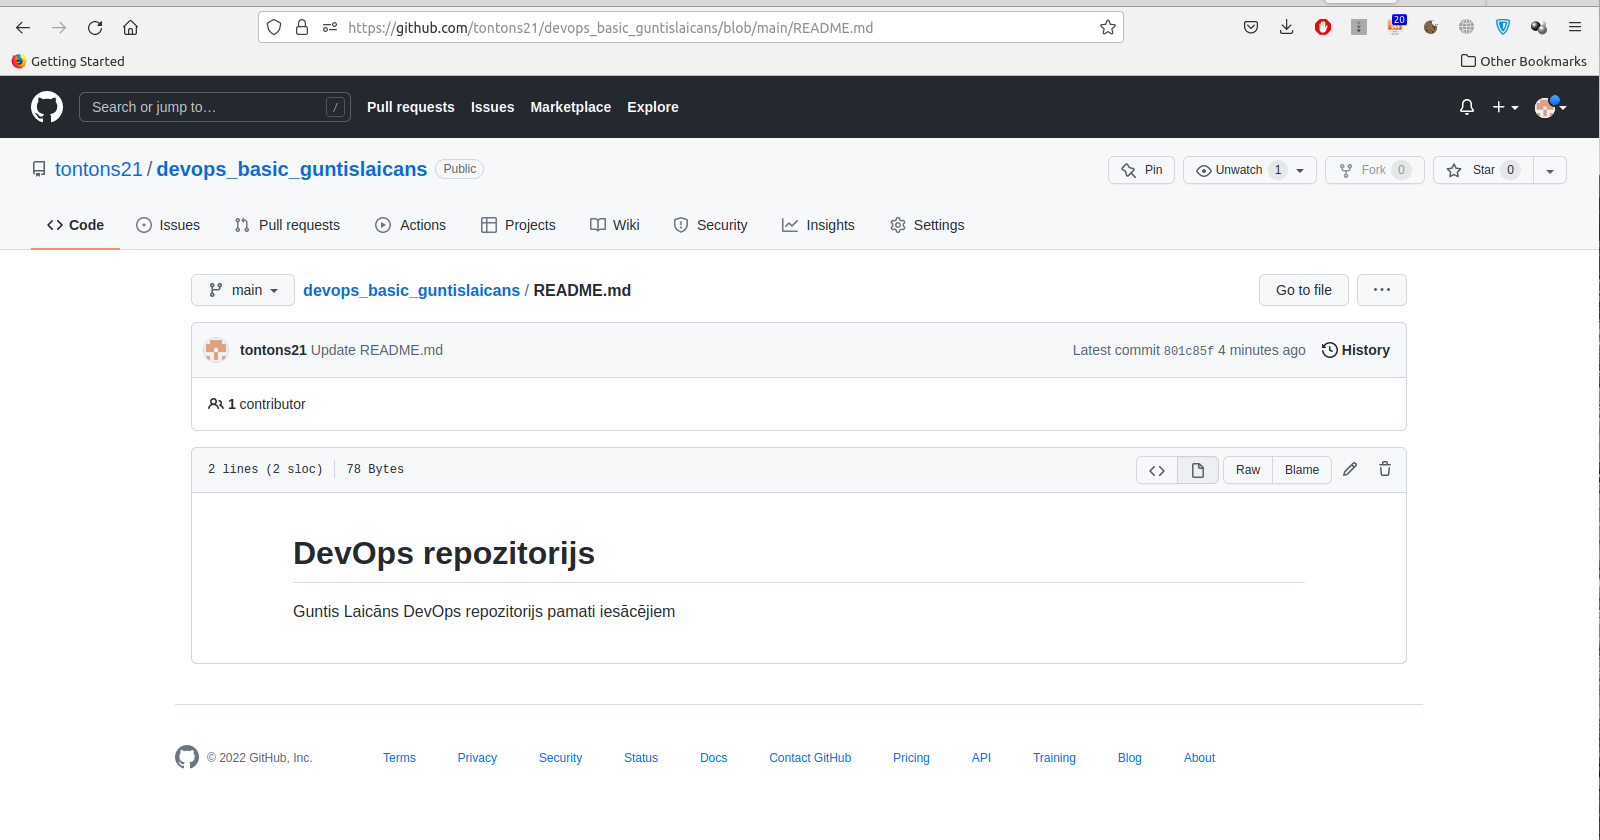 https://github.com/tontons21/devops_basic_guntislaicans/blob/main/README.md
20
Getting Started
Other Bookmarks
Search or jump to…
/
Pull requests
Issues
Marketplace
Explore
tontons21 / devops_basic_guntislaicans
Public
Pin
Unwatch 1
Fork 0
Star 0
Code
Issues
Pull requests
Actions
Projects
Wiki
Security
Insights
Settings
main
devops_basic_guntislaicans / README.md
Go to file
tontons21 Update README.md
Latest commit 801c85f 4 minutes ago
History
1 contributor
2 lines (2 sloc)
78 Bytes
Raw
Blame
DevOps repozitorijs
Guntis Laicāns DevOps repozitorijs pamati iesācējiem
© 2022 GitHub, Inc.
Terms
Privacy
Security
Status
Docs
Contact GitHub
Pricing
API
Training
Blog
About